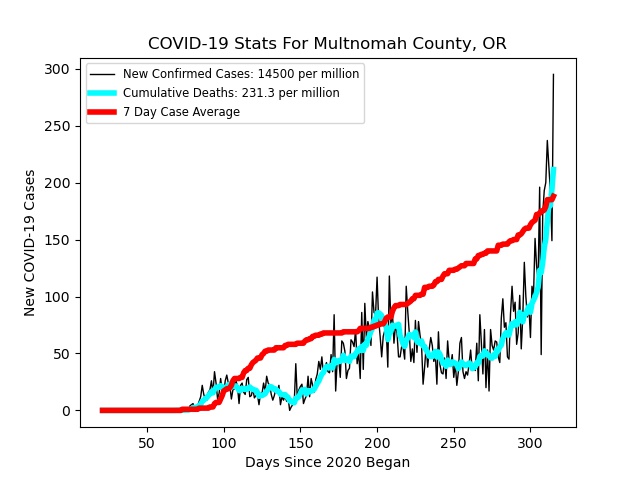 COVID-19 Stats For Multnomah County, OR
New Confirmed Cases: 14500 per million
Cumulative Deaths: 231.3 per million
7 Day Case Average
300
250
200
150
100
50
0
New COVID-19 Cases
50
100
150
200
250
300
Days Since 2020 Began